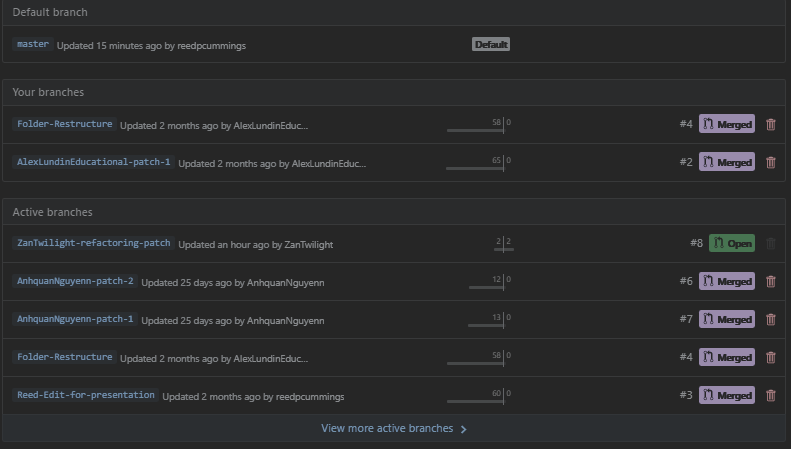 Default branch
master Updated 15 minutes ago by reedpcummings Default
Your branches
Folder-Restructure Updated 2 months ago by AlexLundinEduc... 58 0 #4 Merged
AlexLundinEducational-patch-1 Updated 2 months ago by AlexLundinEduc... 65 0 #2 Merged
Active branches
ZanTwilight-refactoring-patch Updated an hour ago by ZanTwilight 2 2 #8 Open
AnhquanNguyenn-patch-2 Updated 25 days ago by AnhquanNguyenn 12 0 #6 Merged
AnhquanNguyenn-patch-1 Updated 25 days ago by AnhquanNguyenn 13 0 #7 Merged
Folder-Restructure Updated 2 months ago by AlexLundinEduc... 58 0 #4 Merged
Reed-Edit-for-presentation Updated 2 months ago by reedpcummings 60 0 #3 Merged
View more active branches